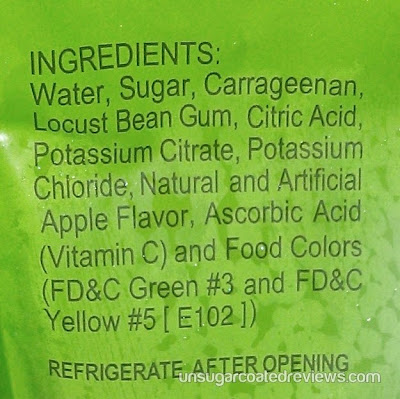 INGREDIENTS:
Water, Sugar, Carrageenan,
Locust Bean Gum, Citric Acid,
Potassium Citrate, Potassium
Chloride, Natural and Artificial
Apple Flavor, Ascorbic Acid
(Vitamin C) and Food Colors
(FD&C Green #3 and FD&C
Yellow #5 [ E102 ])
REFRIGERATE AFTER OPENING
unsugarcoatedreviews.com